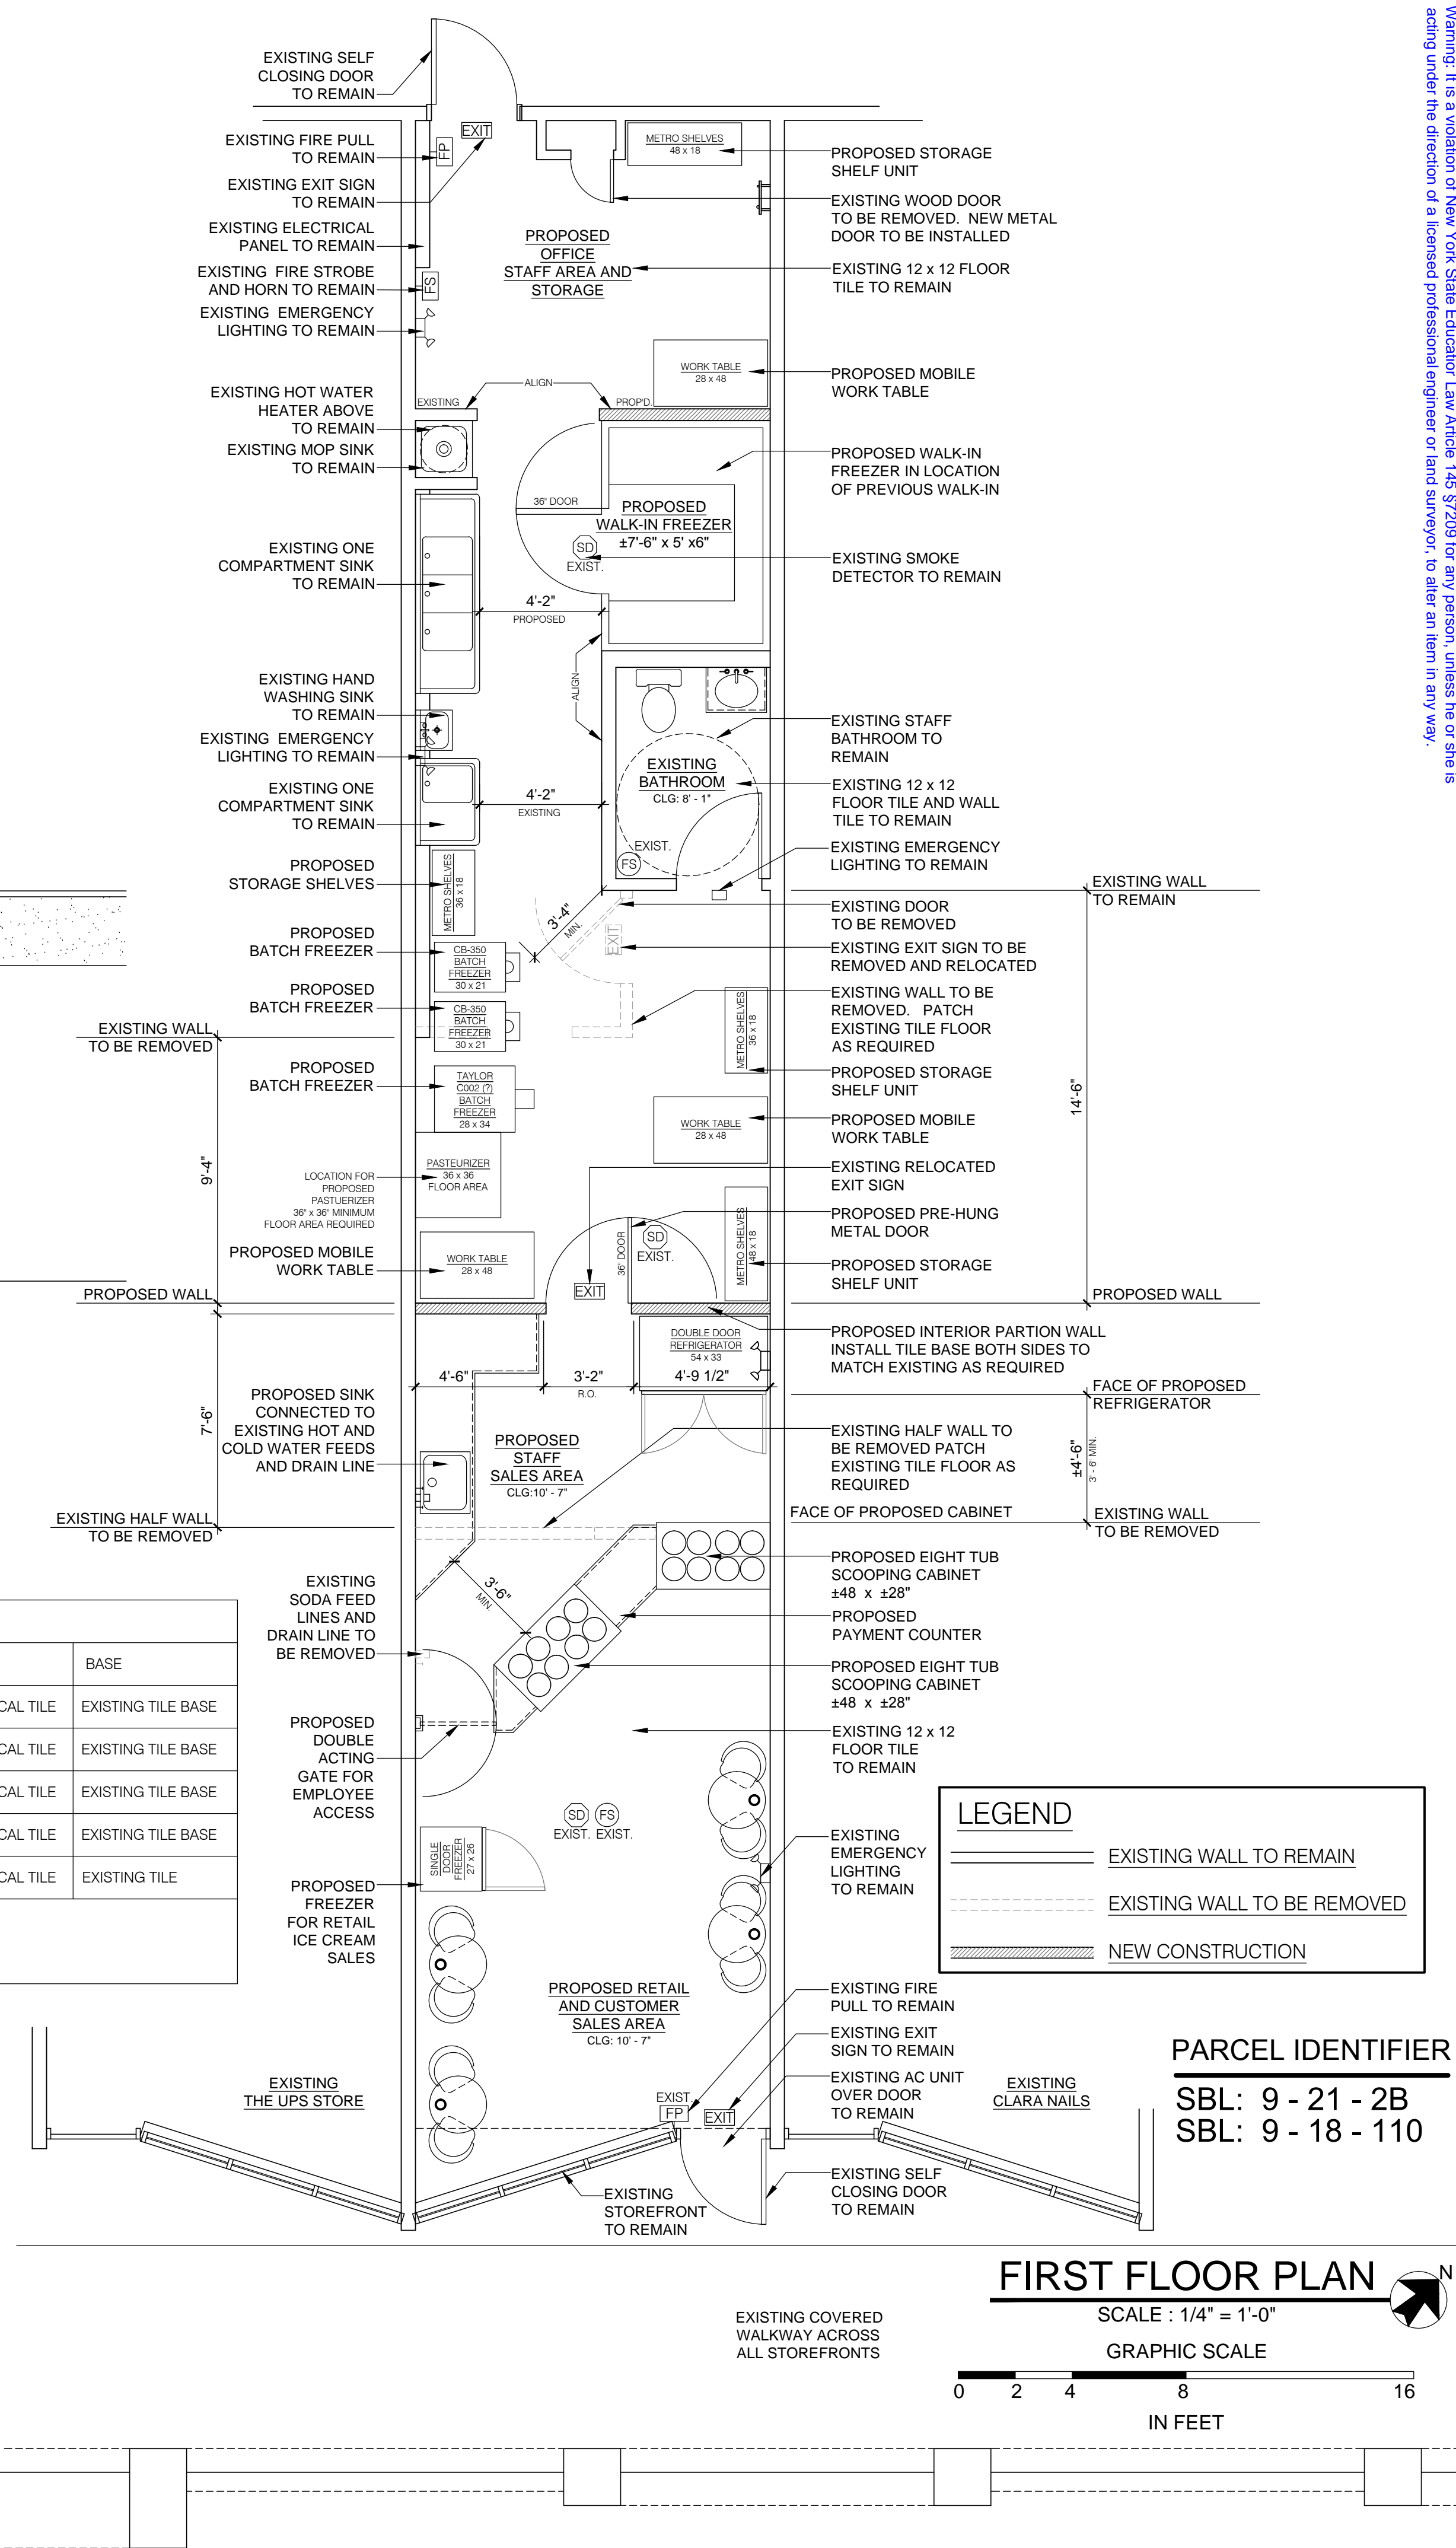 Warning: It is a violation of New York State Education Law Article 145 §7209 for any person, unless he or she is
acting under the direction of a licensed professional engineer or land surveyor, to alter an item in any way.
EXISTING SELF
CLOSING DOOR
TO REMAIN
EXISTING FIRE PULL
TO REMAIN
EXISTING EXIT SIGN
TO REMAIN
EXISTING ELECTRICAL
PANEL TO REMAIN
EXISTING FIRE STROBE
AND HORN TO REMAIN
EXISTING EMERGENCY
LIGHTING TO REMAIN
EXISTING HOT WATER
HEATER ABOVE
TO REMAIN
EXISTING MOP SINK
TO REMAIN
EXISTING ONE
COMPARTMENT SINK
TO REMAIN
EXISTING HAND
WASHING SINK
TO REMAIN
EXISTING EMERGENCY
LIGHTING TO REMAIN
EXISTING ONE
COMPARTMENT SINK
TO REMAIN
PROPOSED
STORAGE SHELVES
PROPOSED
BATCH FREEZER
PROPOSED
BATCH FREEZER
EXISTING WALL
TO BE REMOVED
PROPOSED
BATCH FREEZER
9'-4"
LOCATION FOR
PROPOSED
PASTUERIZER
36" x 36" MINIMUM
FLOOR AREA REQUIRED
PROPOSED MOBILE
WORK TABLE
PROPOSED WALL
7'-6"
PROPOSED SINK
CONNECTED TO
EXISTING HOT AND
COLD WATER FEEDS
AND DRAIN LINE
EXISTING HALF WALL
TO BE REMOVED
EXISTING
SODA FEED
LINES AND
DRAIN LINE TO
BE REMOVED
PROPOSED
DOUBLE
ACTING
GATE FOR
EMPLOYEE
ACCESS
PROPOSED
FREEZER
FOR RETAIL
ICE CREAM
SALES
BASE
CAL TILE
EXISTING TILE BASE
CAL TILE
EXISTING TILE BASE
CAL TILE
EXISTING TILE BASE
CAL TILE
EXISTING TILE BASE
CAL TILE
EXISTING TILE
EXIT
FP
FS
METRO SHELVES
48 x 18
PROPOSED
OFFICE
STAFF AREA AND
STORAGE
WORK TABLE
28 x 48
ALIGN
EXISTING
PROP'D.
36" DOOR
PROPOSED
WALK-IN FREEZER
±7'-6" x 5' x6"
SD
EXIST.
4'-2"
PROPOSED
ALIGN
EXISTING
BATHROOM
CLG: 8' - 1"
4'-2"
EXISTING
EXIST.
FS
METRO SHELVES
36 x 18
3'-4"
MIN.
EXIT
CB-350
BATCH
FREEZER
30 x 21
CB-350
BATCH
FREEZER
30 x 21
METRO SHELVES
36 x 18
TAYLOR
C002 (?)
BATCH
FREEZER
28 x 34
WORK TABLE
28 x 48
PASTEURIZER
36 x 36
FLOOR AREA
METRO SHELVES
48 x 18
36" DOOR
SD
EXIST.
WORK TABLE
28 x 48
EXIT
DOUBLE DOOR
REFRIGERATOR
54 x 33
4'-6"
3'-2"
R.O.
4'-9 1/2"
PROPOSED
STAFF
SALES AREA
CLG:10' - 7"
3'-6"
MIN.
SD
FS
EXIST.
EXIST.
SINGLE
DOOR
FREEZER
27 x 26
PROPOSED RETAIL
AND CUSTOMER
SALES AREA
CLG: 10' - 7"
EXIST.
FP
EXIT
PROPOSED STORAGE
SHELF UNIT
EXISTING WOOD DOOR
TO BE REMOVED. NEW METAL
DOOR TO BE INSTALLED
EXISTING 12 x 12 FLOOR
TILE TO REMAIN
PROPOSED MOBILE
WORK TABLE
PROPOSED WALK-IN
FREEZER IN LOCATION
OF PREVIOUS WALK-IN
EXISTING SMOKE
DETECTOR TO REMAIN
EXISTING STAFF
BATHROOM TO
REMAIN
EXISTING 12 x 12
FLOOR TILE AND WALL
TILE TO REMAIN
EXISTING EMERGENCY
LIGHTING TO REMAIN
EXISTING WALL
TO REMAIN
EXISTING DOOR
TO BE REMOVED
EXISTING EXIT SIGN TO BE
REMOVED AND RELOCATED
EXISTING WALL TO BE
REMOVED. PATCH
EXISTING TILE FLOOR
AS REQUIRED
PROPOSED STORAGE
SHELF UNIT
14'-6"
PROPOSED MOBILE
WORK TABLE
EXISTING RELOCATED
EXIT SIGN
PROPOSED PRE-HUNG
METAL DOOR
PROPOSED STORAGE
SHELF UNIT
PROPOSED WALL
PROPOSED INTERIOR PARTION WALL
INSTALL TILE BASE BOTH SIDES TO
MATCH EXISTING AS REQUIRED
FACE OF PROPOSED
REFRIGERATOR
EXISTING HALF WALL TO
BE REMOVED PATCH
EXISTING TILE FLOOR AS
REQUIRED
±4'-6"
3' - 6" MIN.
FACE OF PROPOSED CABINET
EXISTING WALL
TO BE REMOVED
PROPOSED EIGHT TUB
SCOOPING CABINET
±48 x ±28"
PROPOSED
PAYMENT COUNTER
PROPOSED EIGHT TUB
SCOOPING CABINET
±48 x ±28"
EXISTING 12 x 12
FLOOR TILE
TO REMAIN
EXISTING
EMERGENCY
LIGHTING
TO REMAIN
EXISTING FIRE
PULL TO REMAIN
EXISTING EXIT
SIGN TO REMAIN
EXISTING AC UNIT
OVER DOOR
TO REMAIN
EXISTING SELF
CLOSING DOOR
TO REMAIN
EXISTING
STOREFRONT
TO REMAIN
EXISTING
THE UPS STORE
EXISTING
CLARA NAILS
LEGEND
EXISTING WALL TO REMAIN
EXISTING WALL TO BE REMOVED
NEW CONSTRUCTION
PARCEL IDENTIFIER
SBL: 9 - 21 - 2B
SBL: 9 - 18 - 110
FIRST FLOOR PLAN
N
SCALE : 1/4" = 1'-0"
GRAPHIC SCALE
0 2 4 8 16
IN FEET
EXISTING COVERED
WALKWAY ACROSS
ALL STOREFRONTS